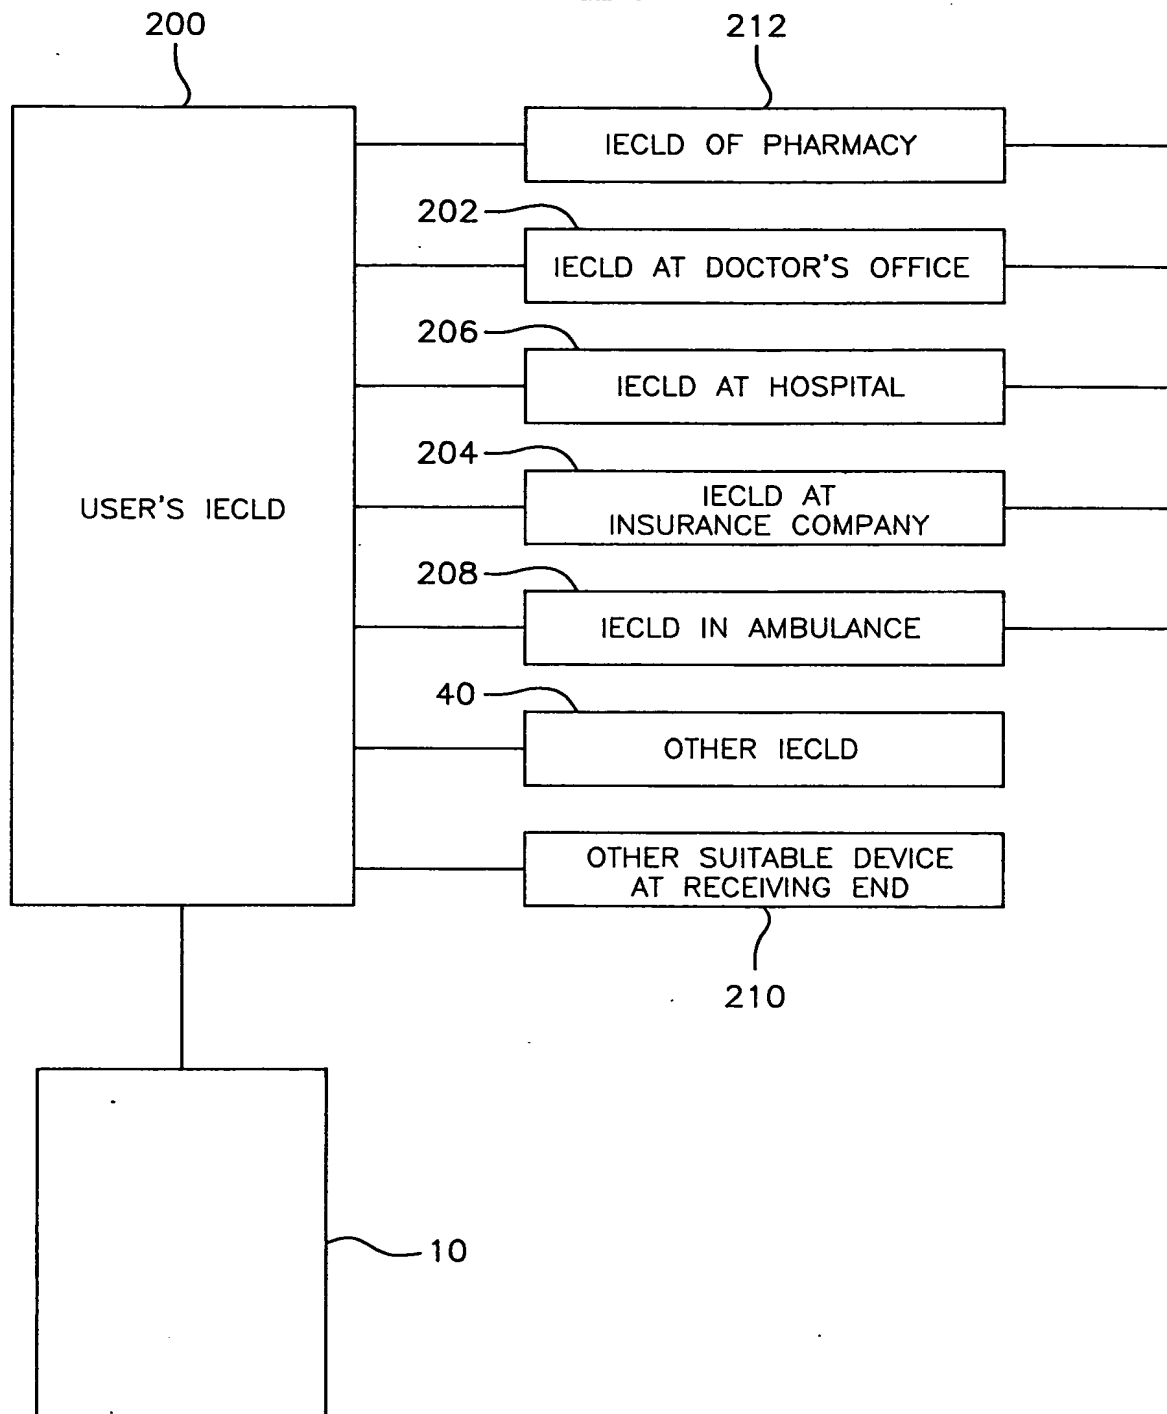 200
212
IECLD OF PHARMACY
202
IECLD AT DOCTOR'S OFFICE
206
IECLD AT HOSPITAL
204
USER'S IECLD
IECLD AT
INSURANCE COMPANY
208
IECLD IN AMBULANCE
40
OTHER IECLD
OTHER SUITABLE DEVICE
AT RECEIVING END
210
10